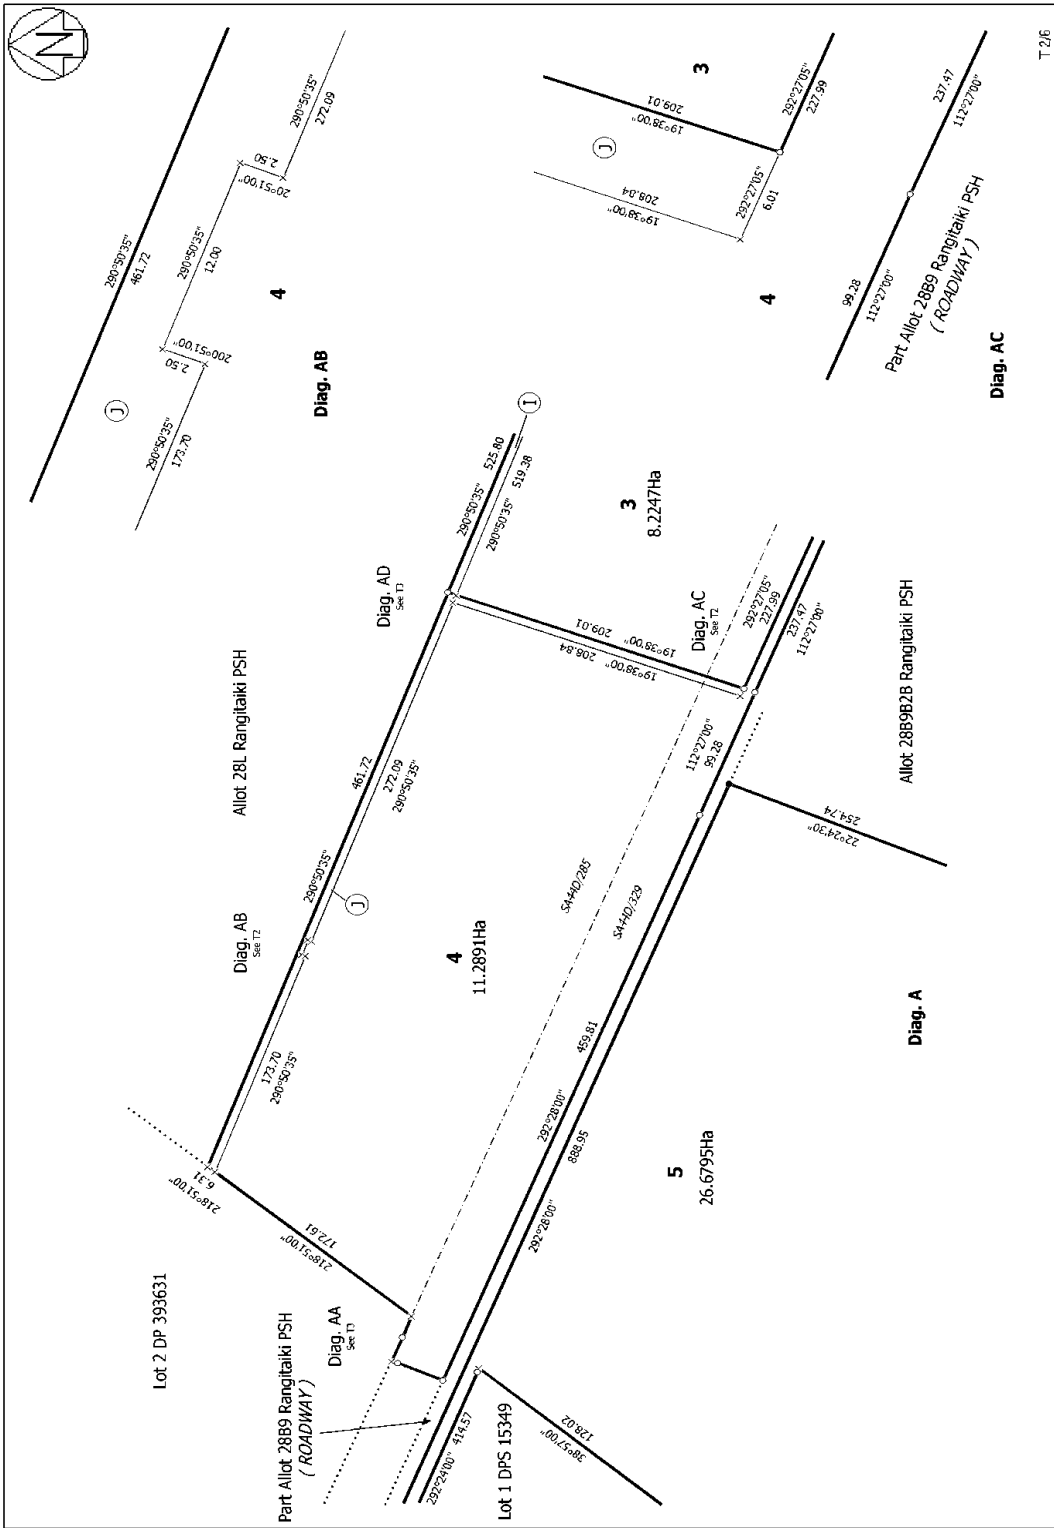 N
T 2/6
290°50'35"
461.72
290°50'35"
12.00
2.50
20°51'00"
290°50'35"
272.09
2.50
200°51'00"
J
290°50'35"
173.70
4
Diag. AB
209.01
19°38'00"
3
J
208.84
19°38'00"
292°27'05"
227.99
292°27'05"
6.01
4
237.47
112°27'00"
99.28
112°27'00"
Part Allot 28B9 Rangitaiki PSH
( ROADWAY )
Diag. AC
I
290°50'35"
525.80
290°50'35"
519.38
3
8.2247Ha
Diag. AD
See T3
Allot 28L Rangitaiki PSH
461.72
272.09
290°50'35"
290°50'35"
J
Diag. AB
See T2
209.01
19°38'00"
208.84
19°38'00"
Diag. AC
See T2
292°27'05"
227.99
237.47
112°27'00"
112°27'00"
99.28
Allot 28B9B2B Rangitaiki PSH
254.74
22°24'30"
SA44D/285
SA44D/329
4
11.2891Ha
173.70
290°50'35"
6.31
218°51'00"
172.61
218°51'00"
Lot 2 DP 393631
459.81
292°28'00"
888.95
292°28'00"
5
26.6795Ha
Diag. A
Diag. AA
See T3
Part Allot 28B9 Rangitaiki PSH
( ROADWAY )
292°24'00"
414.57
Lot 1 DPS 15349
128.02
38°57'00"